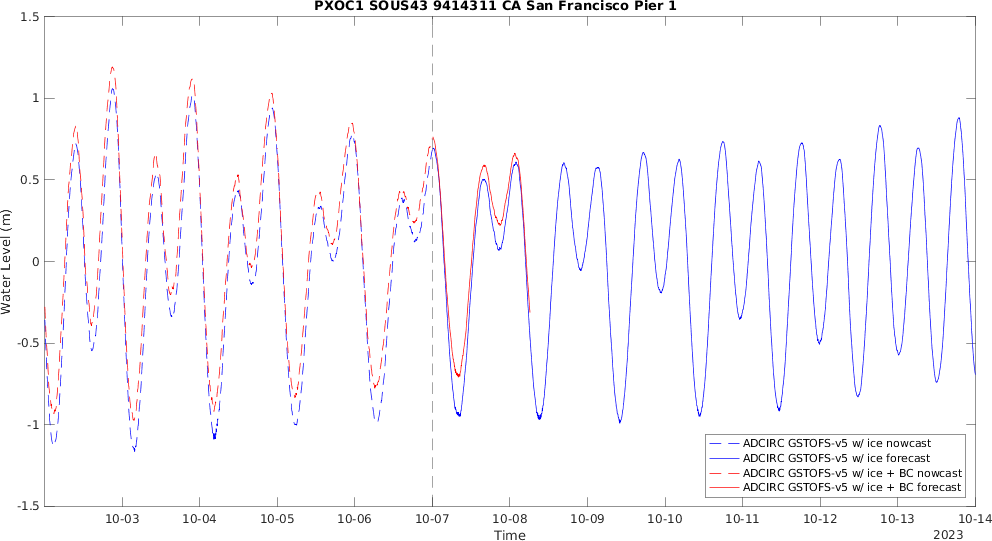 PXOC1 SOUS43 9414311 CA San Francisco Pier 1
1.5
1
0.5
0
-0.5
-1
-1.5
Water Level (m)
10-03 10-04 10-05 10-06 10-07 10-08 10-09 10-10 10-11 10-12 10-13 10-14
Time
2023
ADCIRC GSTOFS-v5 w/ ice nowcast
ADCIRC GSTOFS-v5 w/ ice forecast
ADCIRC GSTOFS-v5 w/ ice + BC nowcast
ADCIRC GSTOFS-v5 w/ ice + BC forecast